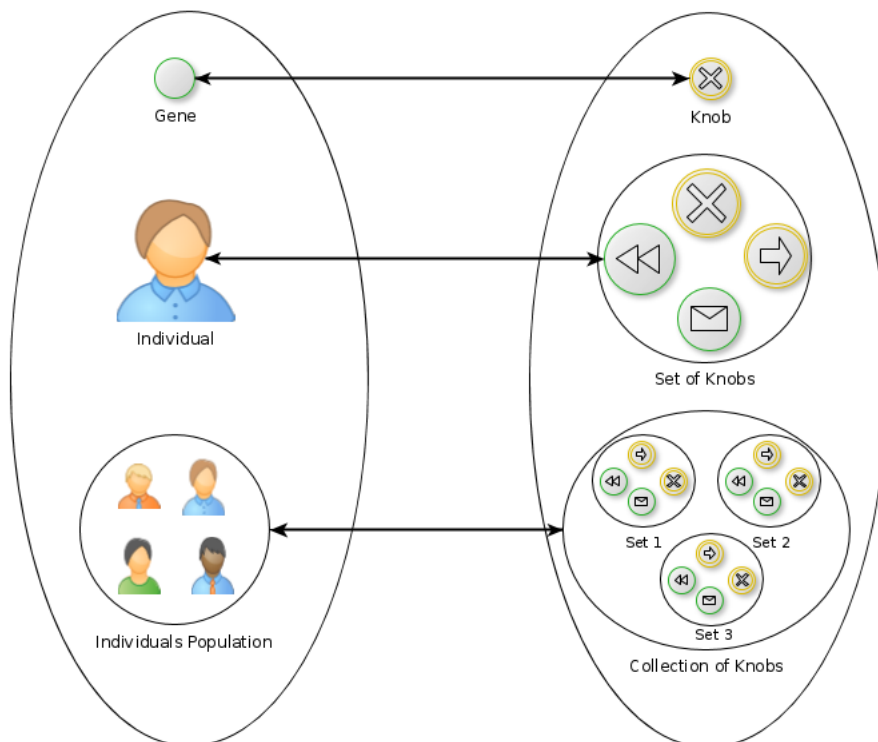 Gene
Knob
Individual
Set of Knobs
Set 1
Set 2
Set 3
Individuals Population
Collection of Knobs